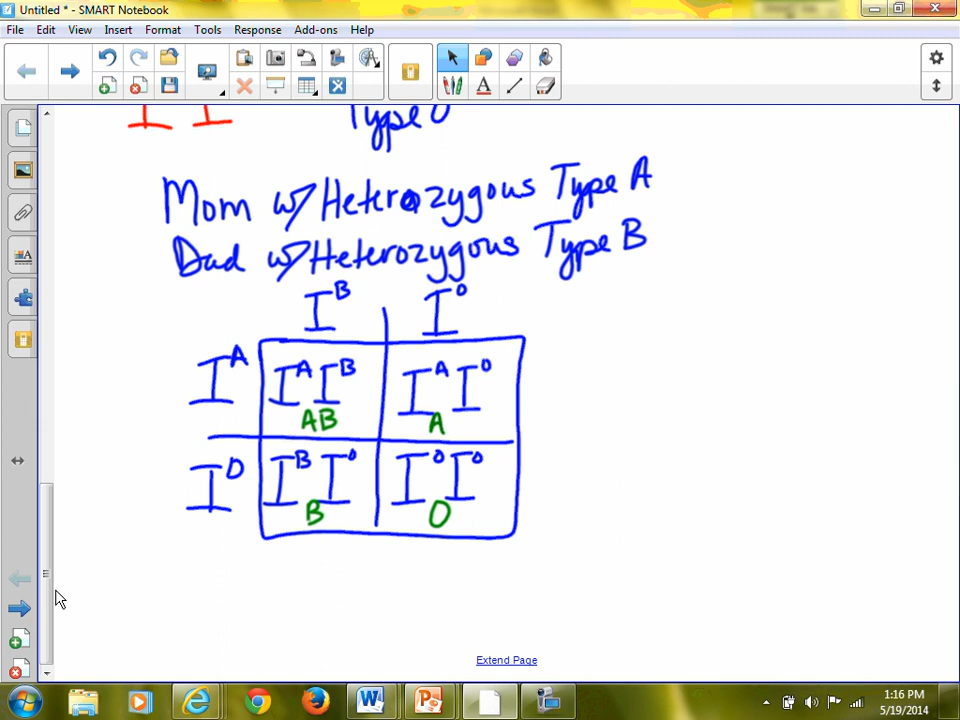 Untitled * - SMART Notebook
File Edit View Insert Format Tools Response Add-ons Help
I I Type O
Mom w/Heterozygous Type A
Dad w/Heterozygous Type B
I^B I^O
I^A I^A I^B I^A I^O
AB A
I^O I^B I^O I^O I^O
B O
Extend Page
1:16 PM
5/19/2014